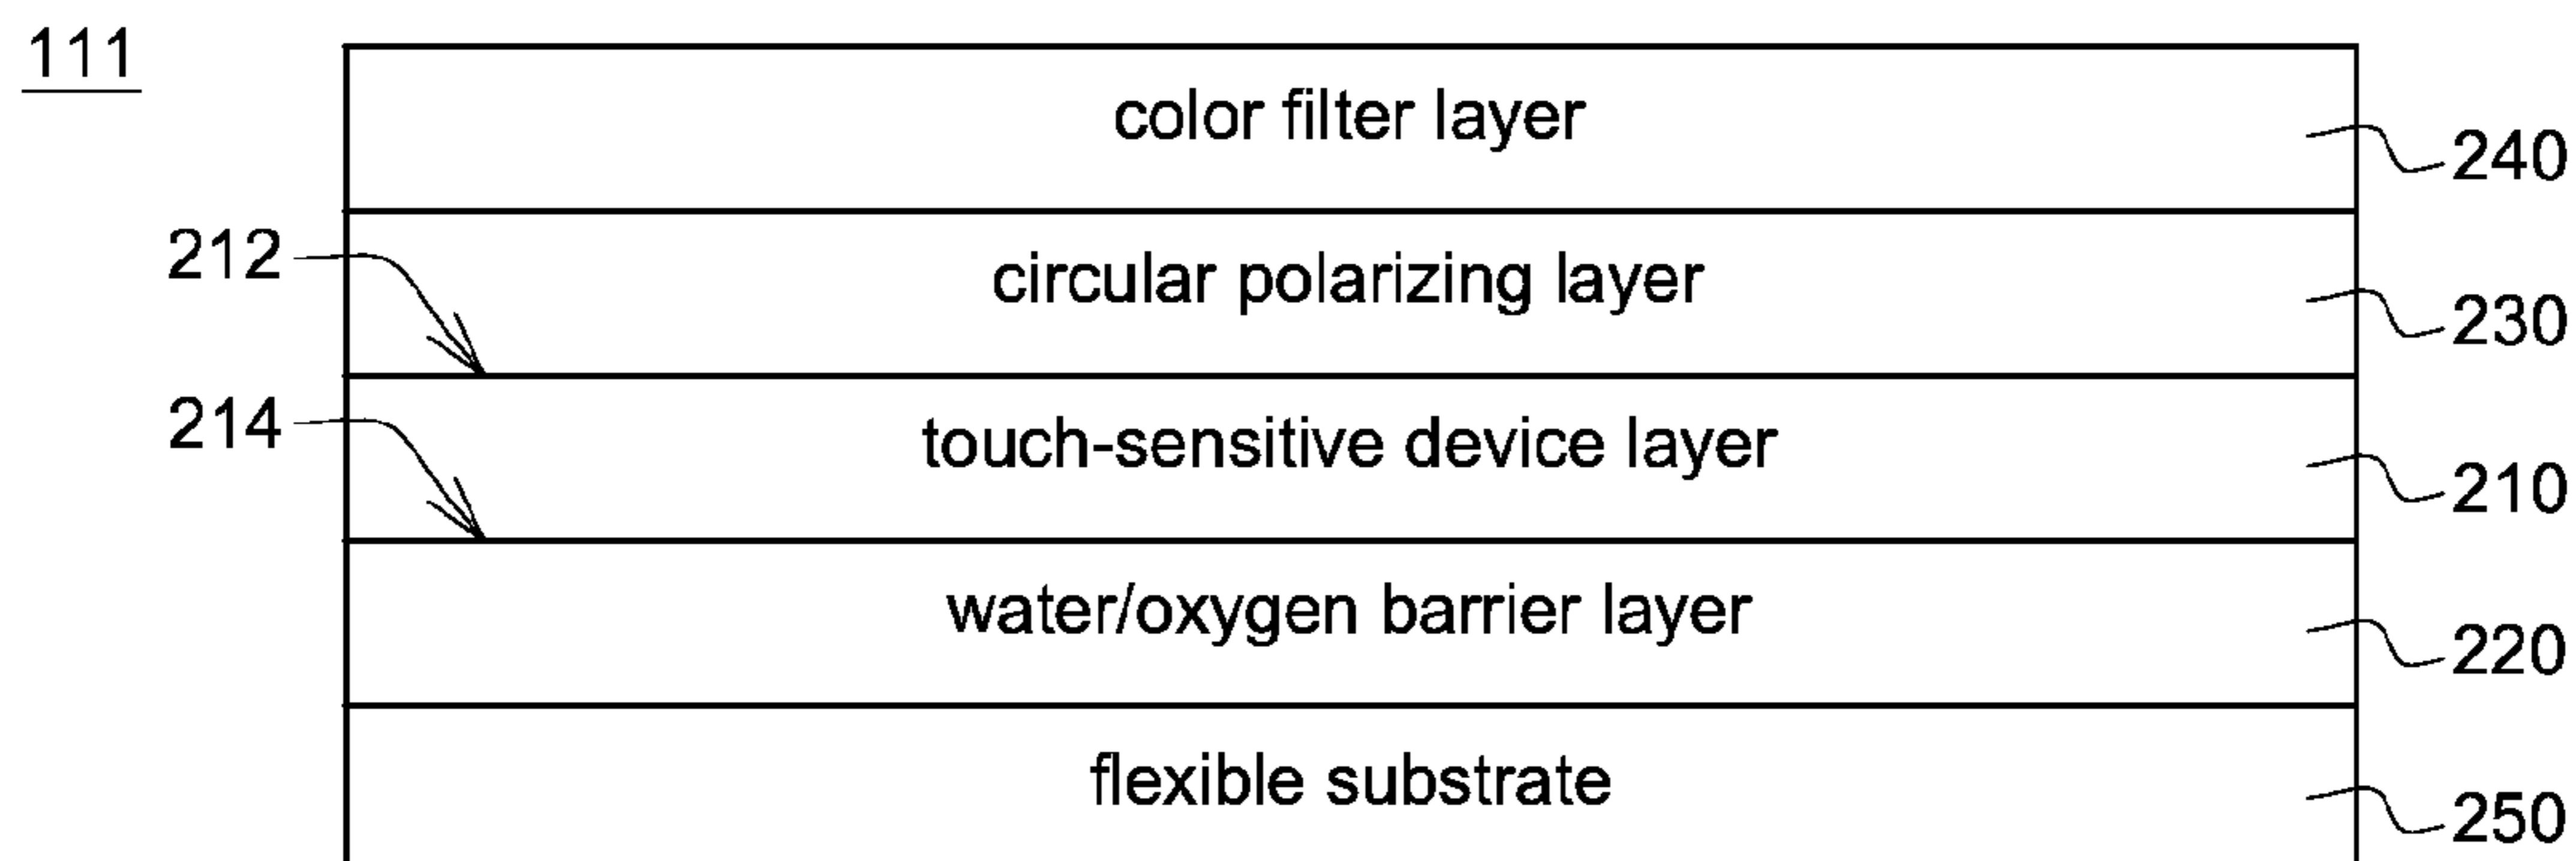 111
color filter layer
240
212
circular polarizing layer
230
214
touch-sensitive device layer
210
water/oxygen barrier layer
220
flexible substrate
250